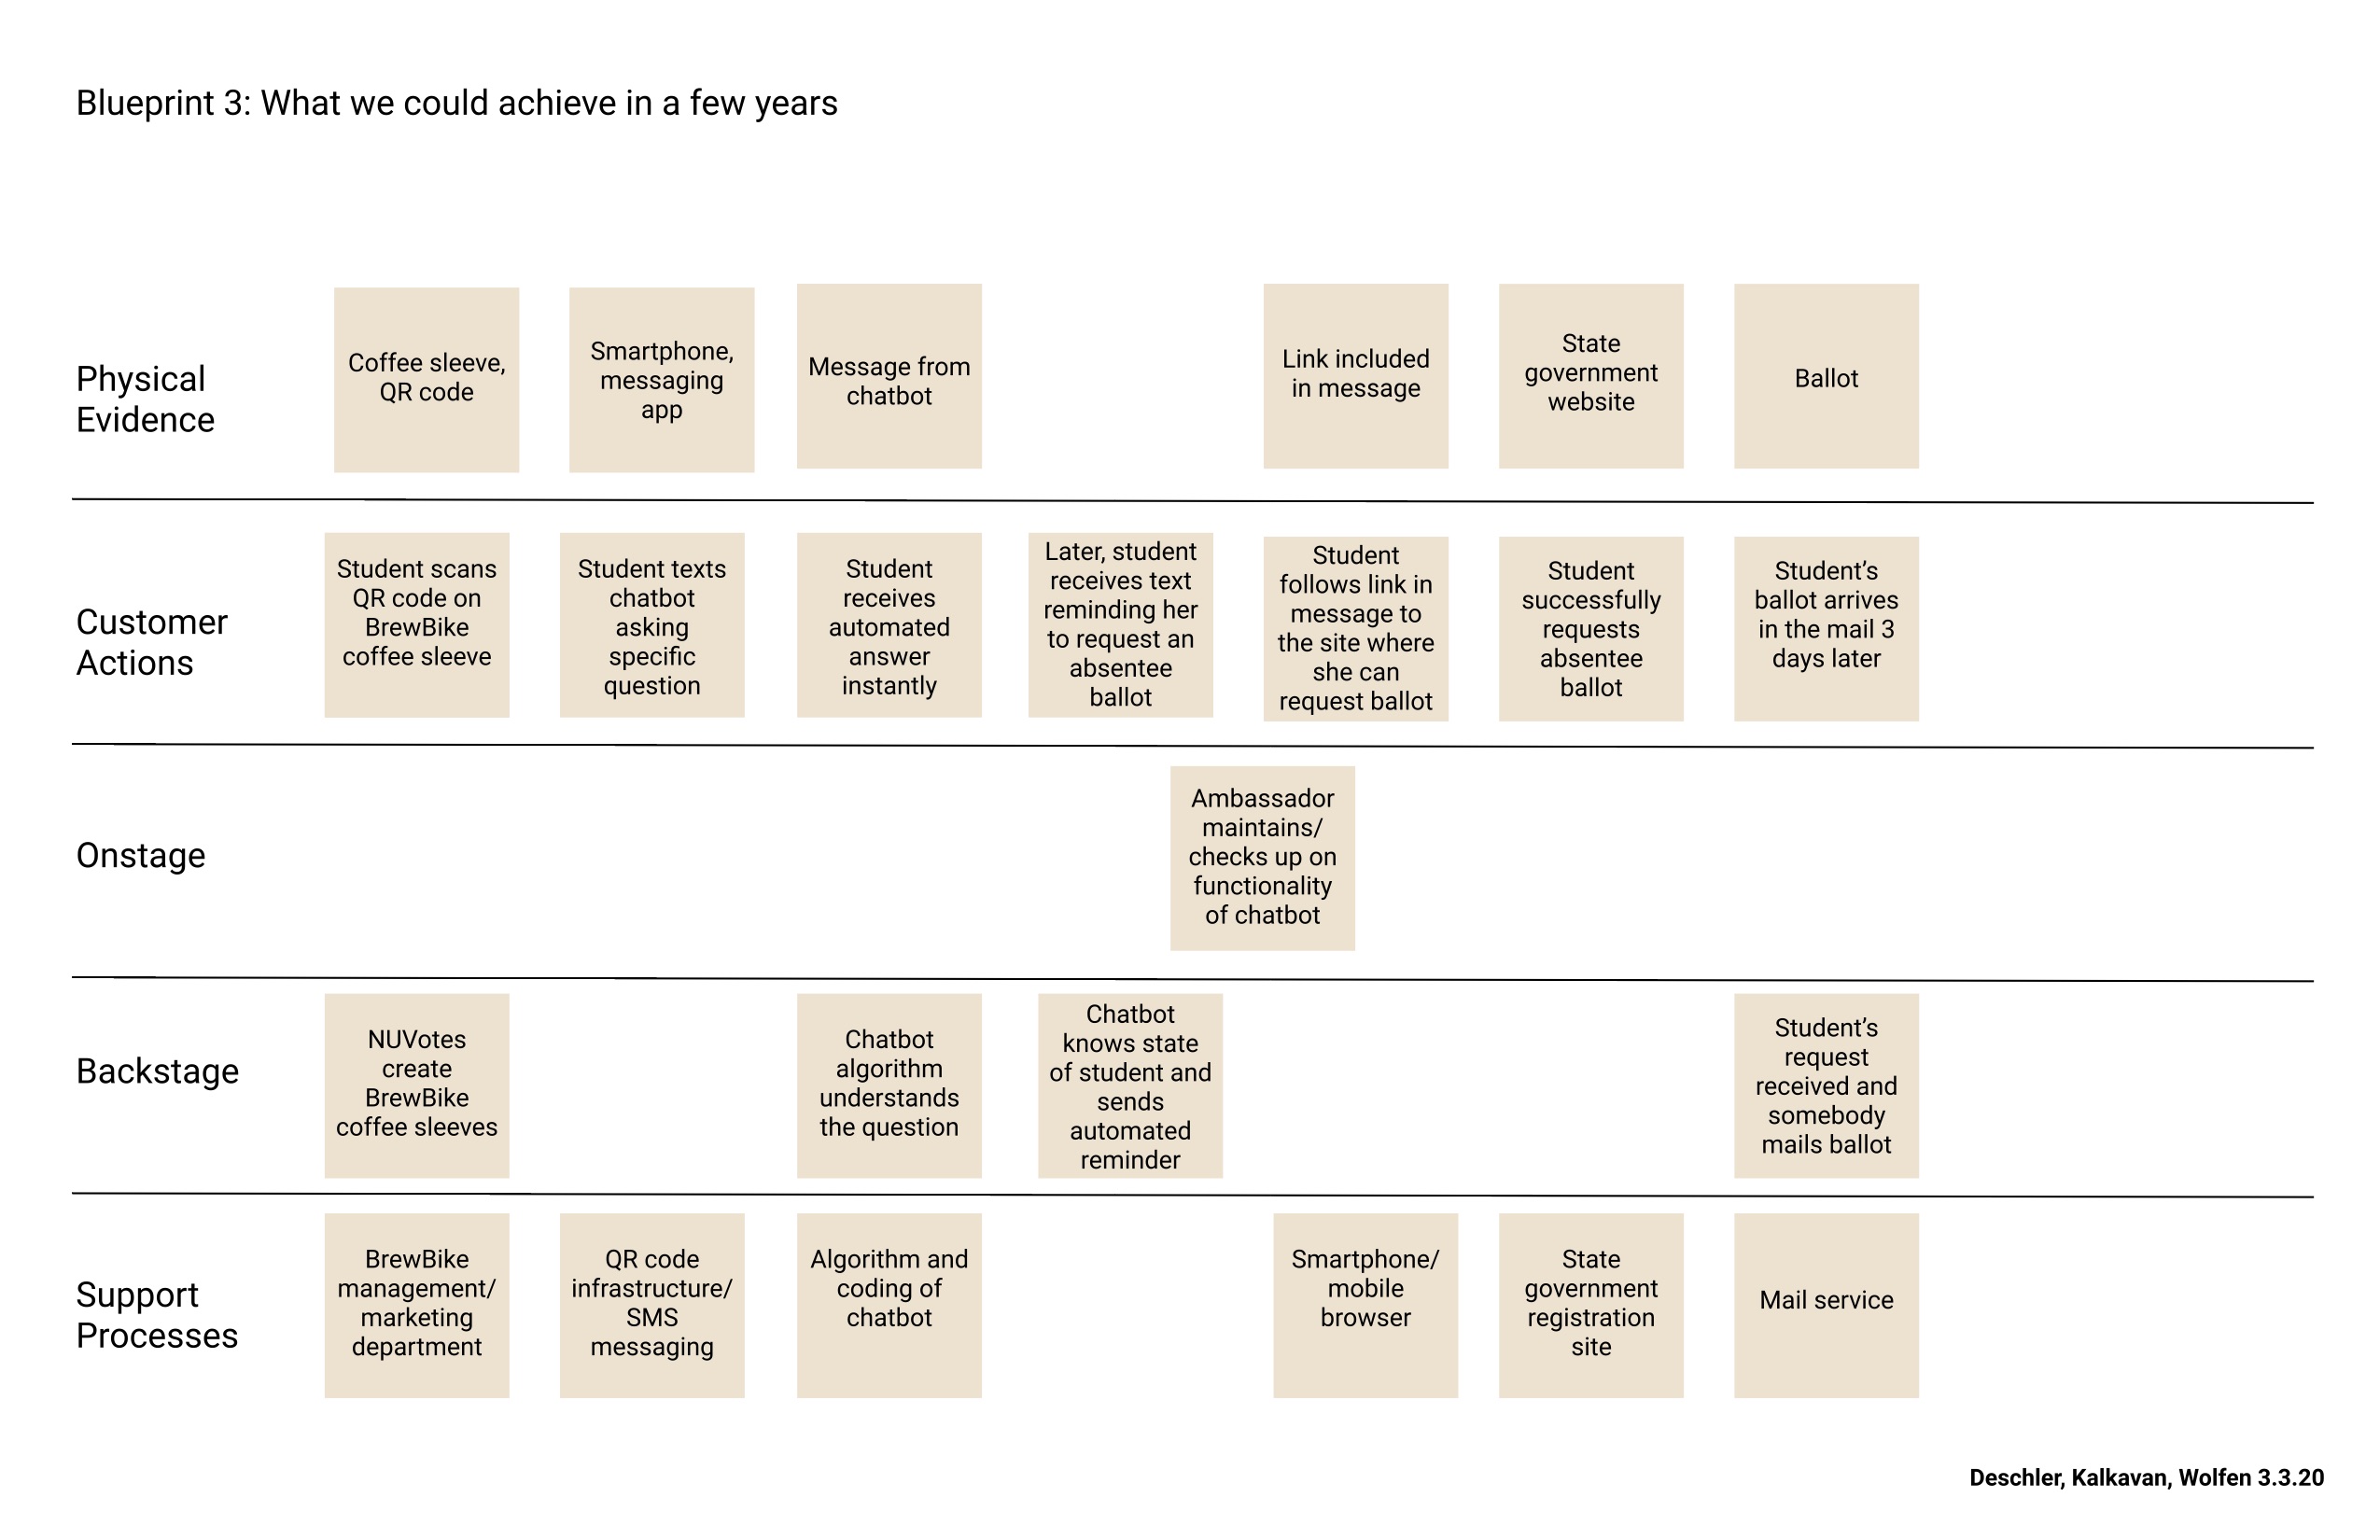 Blueprint 3: What we could achieve in a few years
Physical
Evidence
Coffee sleeve,
QR code
Smartphone,
messaging
app
Message from
chatbot
Link included
in message
State
government
website
Ballot
Customer
Actions
Student scans
QR code on
BrewBike
coffee sleeve
Student texts
chatbot
asking
specific
question
Student
receives
automated
answer
instantly
Later, student
receives text
reminding her
to request an
absentee
ballot
Student
follows link in
message to
the site where
she can
request ballot
Student
successfully
requests
absentee
ballot
Student’s
ballot arrives
in the mail 3
days later
Onstage
Ambassador
maintains/
checks up on
functionality
of chatbot
Backstage
NUVotes
create
BrewBike
coffee sleeves
Chatbot
algorithm
understands
the question
Chatbot
knows state
of student and
sends
automated
reminder
Student’s
request
received and
somebody
mails ballot
Support
Processes
BrewBike
management/
marketing
department
QR code
infrastructure/
SMS
messaging
Algorithm and
coding of
chatbot
Smartphone/
mobile
browser
State
government
registration
site
Mail service
Deschler, Kalkavan, Wolfen 3.3.20